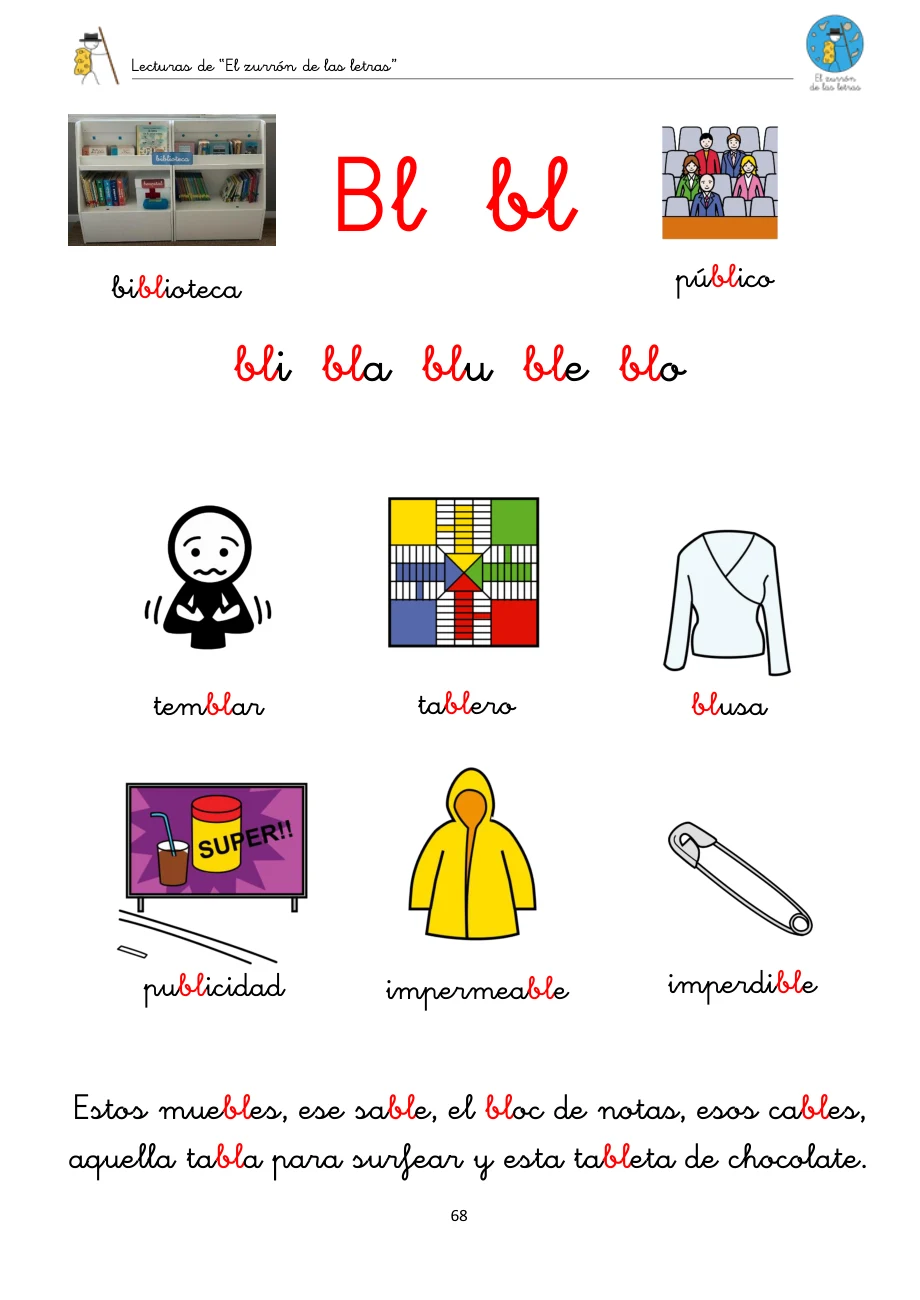 Lecturas de "El zurrón de las letras"
El zurrón
de las letras
biblioteca
Bl bl
biblioteca
público
bli bla blu ble blo
temblar
tablero
blusa
SUPER!!
publicidad
impermeable
imperdible
Estos muebles, ese sable, el bloc de notas, esos cables,
aquella tabla para surfear y esta tableta de chocolate.
68